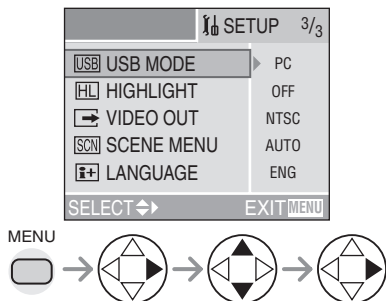 SETUP 3/3
USB USB MODE PC
HL HIGHLIGHT OFF
VIDEO OUT NTSC
SCN SCENE MENU AUTO
LANGUAGE ENG
SELECT EXIT MENU
MENU